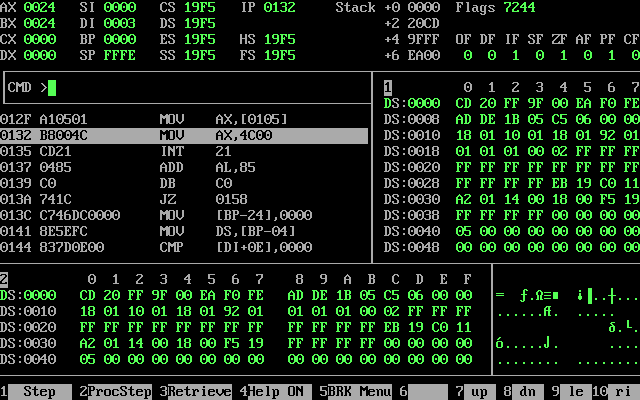 AX 0024 SI 0000 CS 19F5 IP 0132 Stack +0 0000 Flags 7244
BX 0024 DI 0003 DS 19F5 +2 20CD
CX 0000 BP 0000 ES 19F5 HS 19F5 +4 9FFF OF DF IF SF ZF AF PF CF
DX 0000 SP FFFE SS 19F5 FS 19F5 +6 EA00 0 0 1 0 1 0 1 0
CMD >
1 0 1 2 3 4 5 6 7
DS:0000 CD 20 FF 9F 00 EA F0 FE
DS:0008 AD DE 1B 05 C5 06 00 00
DS:0010 18 01 10 01 18 01 92 01
DS:0018 01 01 01 00 02 FF FF FF
DS:0020 FF FF FF FF FF FF FF FF
DS:0028 FF FF FF FF EB 19 C0 11
DS:0030 A2 01 14 00 18 00 F5 19
DS:0038 FF FF FF FF 00 00 00 00
DS:0040 05 00 00 00 00 00 00 00
DS:0048 00 00 00 00 00 00 00 00
012F A10501 MOV AX,[0105]
0132 B8004C MOV AX,4C00
0135 CD21 INT 21
0137 0485 ADD AL,85
0139 C0 DB C0
013A 741C JZ 0158
013C C746DC0000 MOV [BP-24],0000
0141 8E5EFC MOV DS,[BP-04]
0144 837D0E00 CMP [DI+0E],0000
2 0 1 2 3 4 5 6 7 8 9 A B C D E F
DS:0000 CD 20 FF 9F 00 EA F0 FE AD DE 1B 05 C5 06 00 00 = ƒ.Ω≡■ ¡▐..┼.
DS:0010 18 01 10 01 18 01 92 01 01 01 01 00 02 FF FF FF ......Æ. .....
DS:0020 FF FF FF FF FF FF FF FF FF FF FF FF EB 19 C0 11 δ.└.
DS:0030 A2 01 14 00 18 00 F5 19 FF FF FF FF 00 00 00 00 ó.....⌡. ....
DS:0040 05 00 00 00 00 00 00 00 00 00 00 00 00 00 00 00 ........ ........
1 Step 2 ProcStep 3 Retrieve 4 Help ON 5 BRK Menu 6 7 up 8 dn 9 le 10 ri